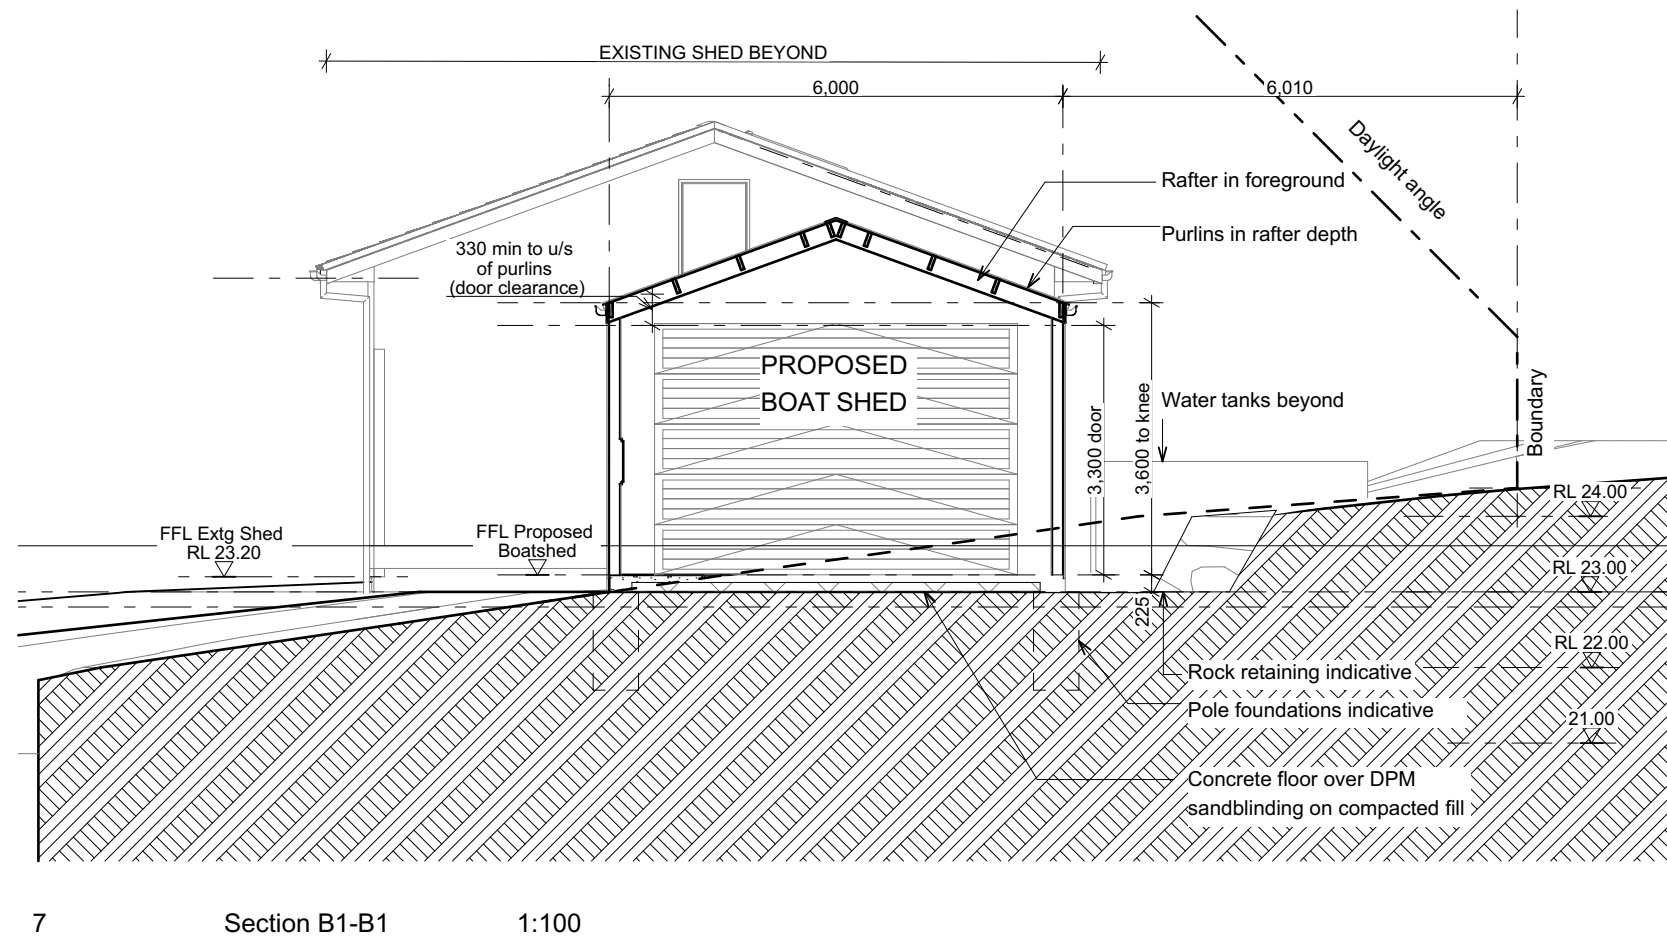 EXISTING SHED BEYOND
6,000
6,010
Daylight angle
Rafter in foreground
Purlins in rafter depth
330 min to u/s
of purlins
(door clearance)
PROPOSED
BOAT SHED
Water tanks beyond
3,300 door
3,600 to knee
Boundary
RL 24.00
FFL Extg Shed
RL 23.20
FFL Proposed
Boatshed
RL 23.00
225
RL 22.00
Rock retaining indicative
Pole foundations indicative
21.00
Concrete floor over DPM
sandblinding on compacted fill
7 Section B1-B1 1:100